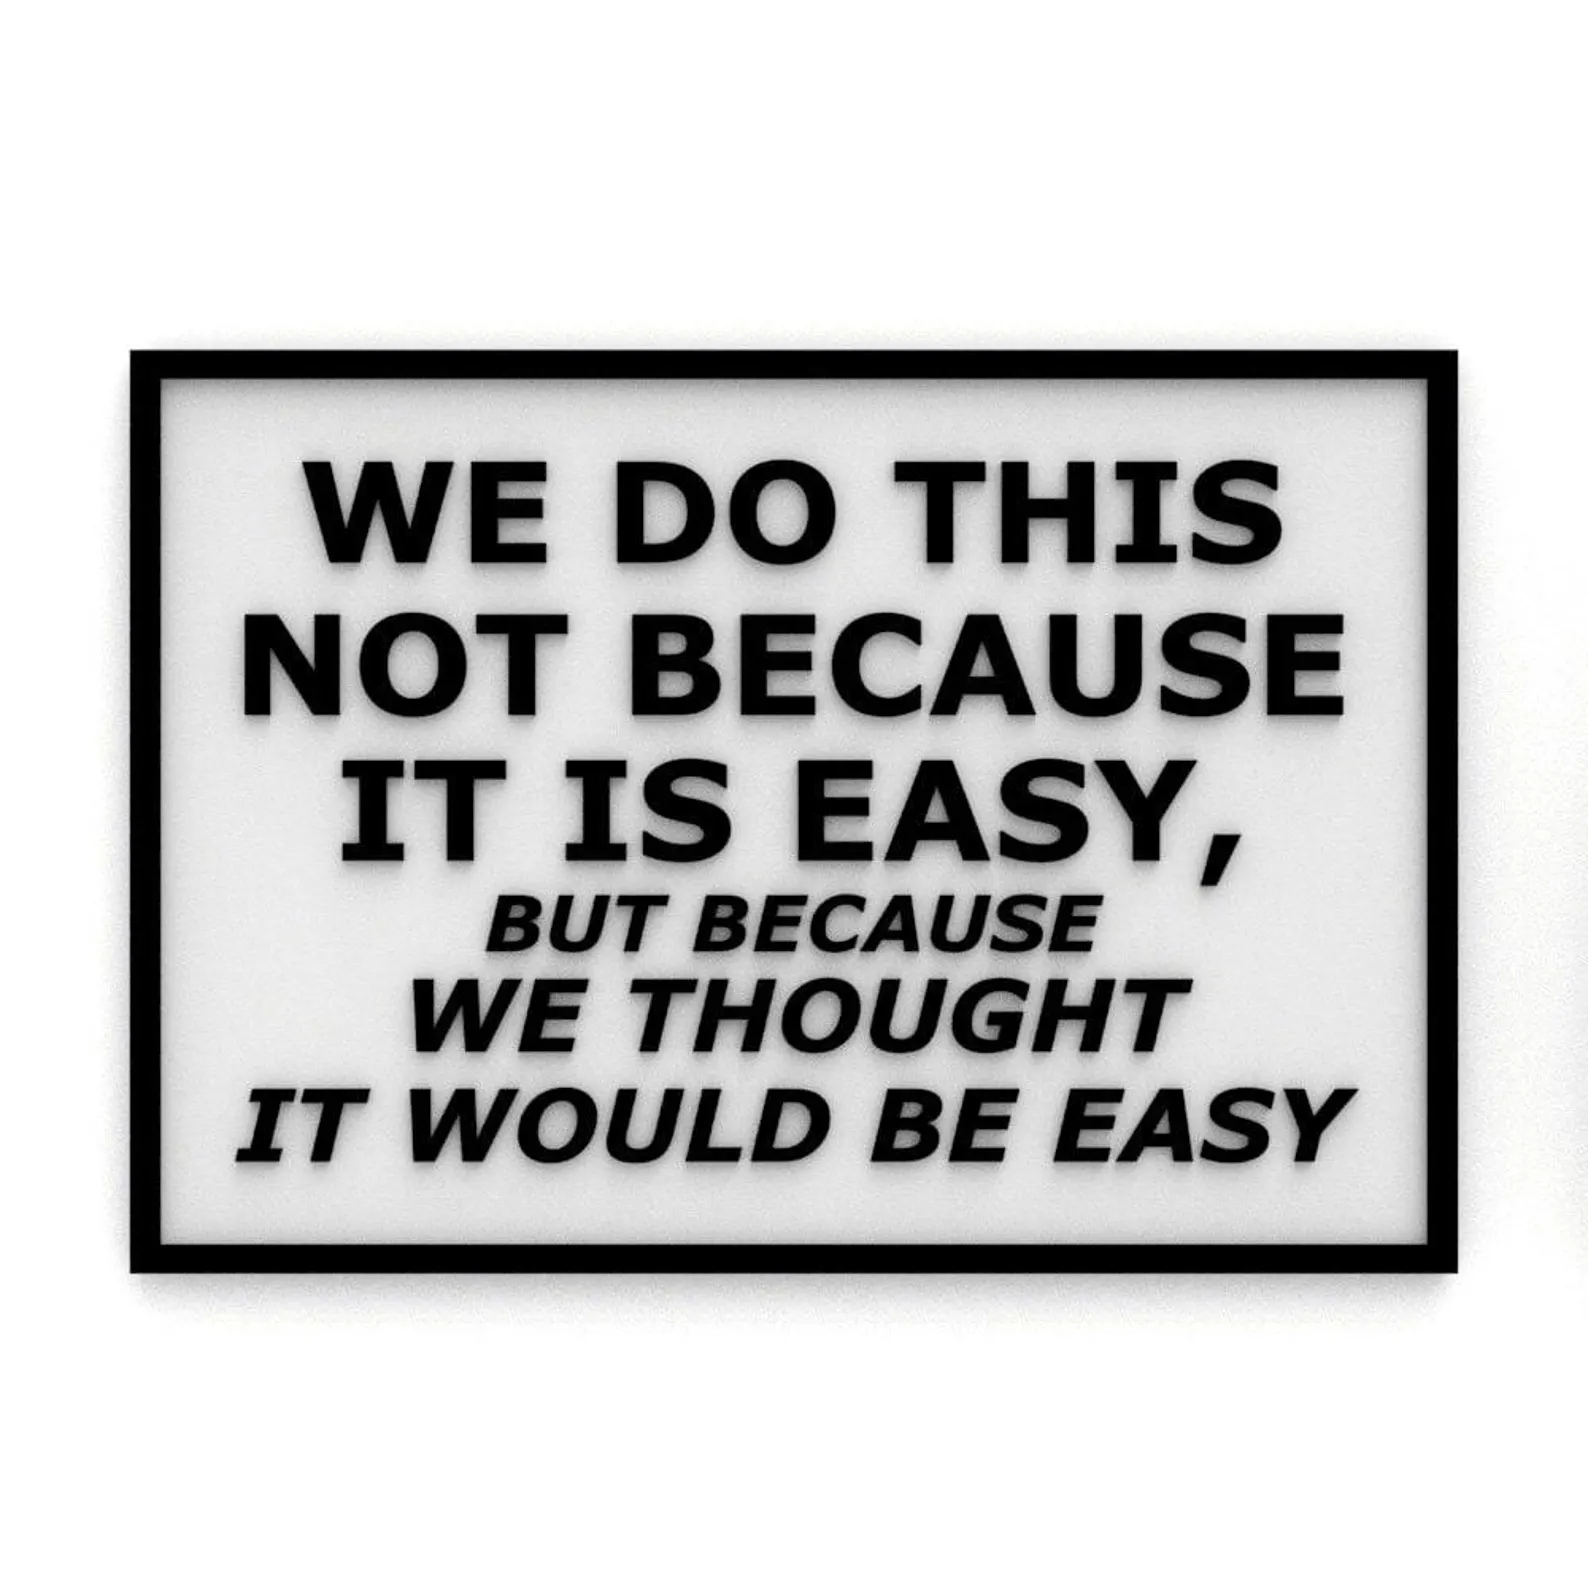 WE DO THIS
NOT BECAUSE
IT IS EASY,
BUT BECAUSE
WE THOUGHT
IT WOULD BE EASY